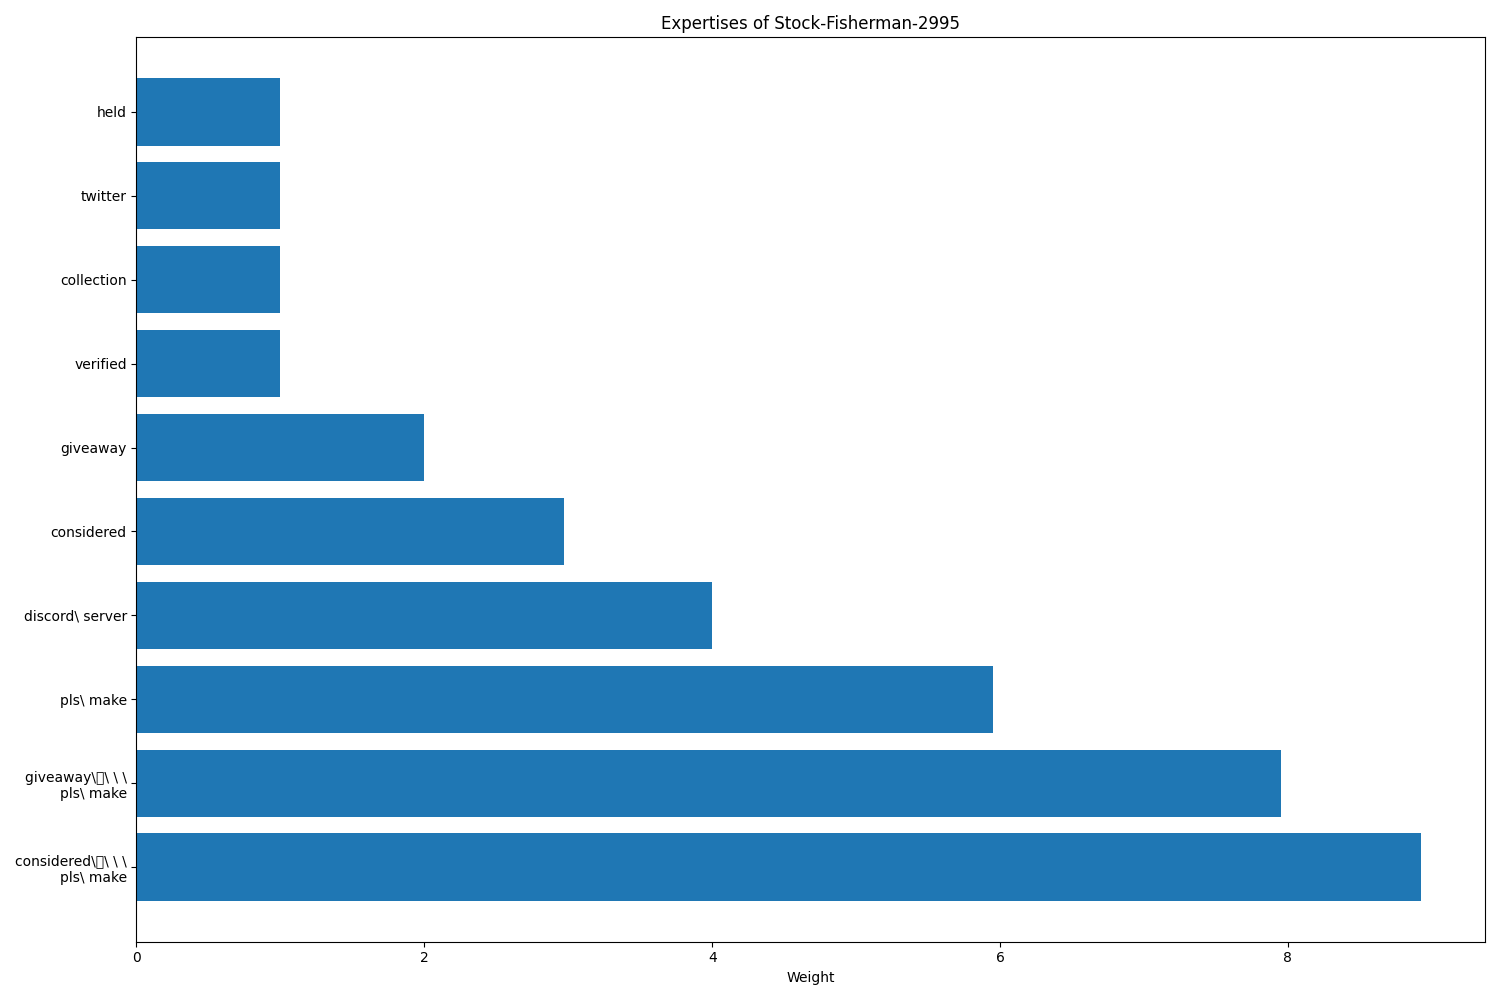 Expertises of Stock-Fisherman-2995
held
twitter
collection
verified
giveaway
considered
discord\ server
pls\ make
giveaway\▯\ \ \
pls\ make
considered\▯\ \ \
pls\ make
0 2 4 6 8
Weight